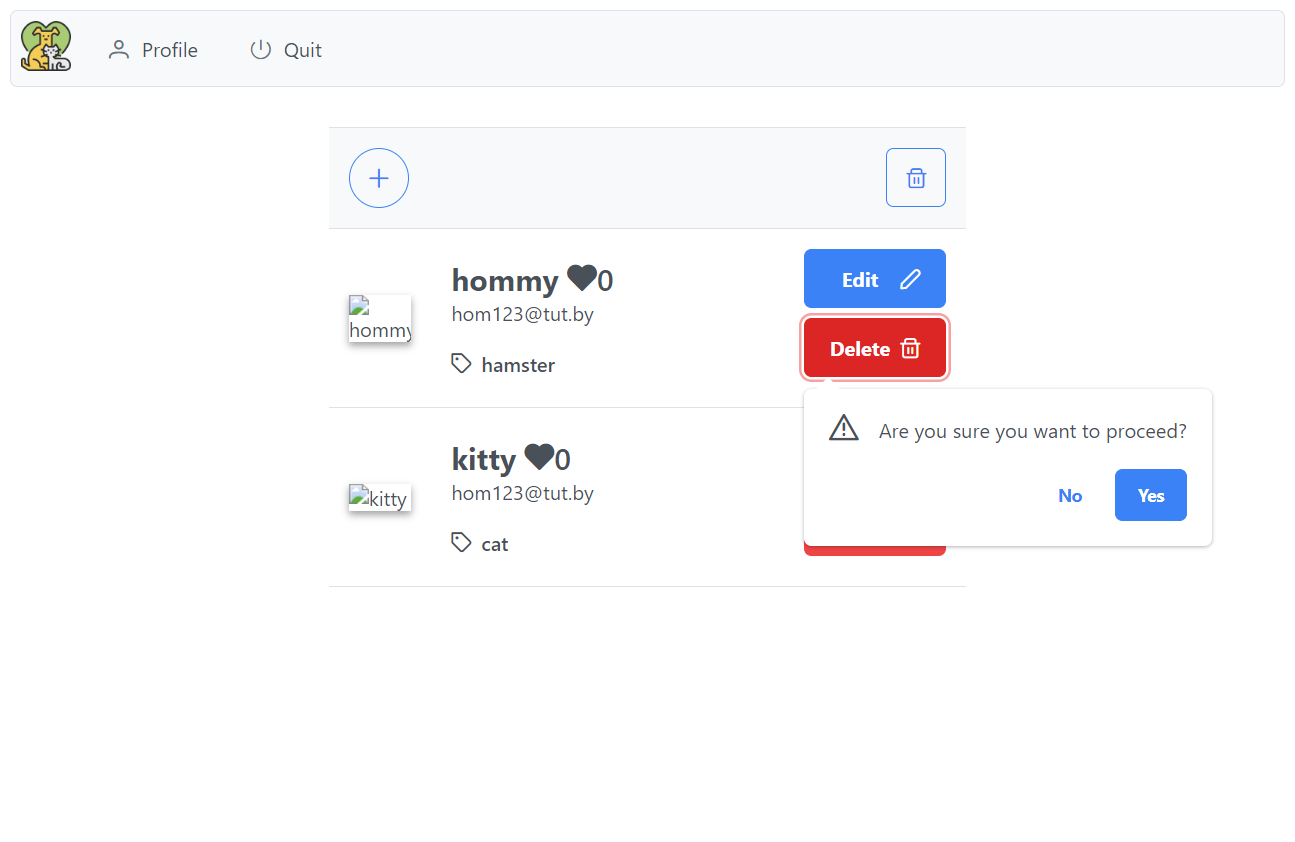 Profile
Quit
hommy 0
hom123@tut.by
hamster
hommy
Edit
Delete
Are you sure you want to proceed?
No
Yes
kitty 0
hom123@tut.by
cat
kitty